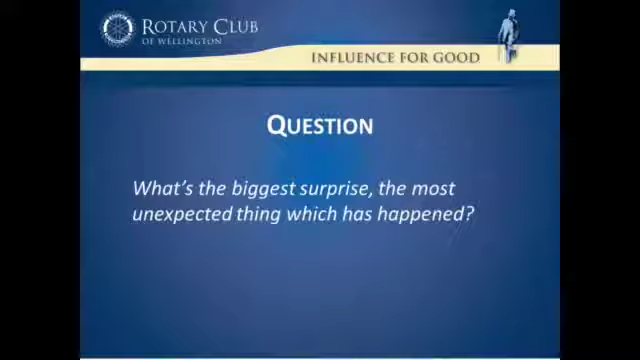 ROTARY CLUB
OF WELLINGTON
INFLUENCE FOR GOOD
QUESTION
What's the biggest surprise, the most
unexpected thing which has happened?